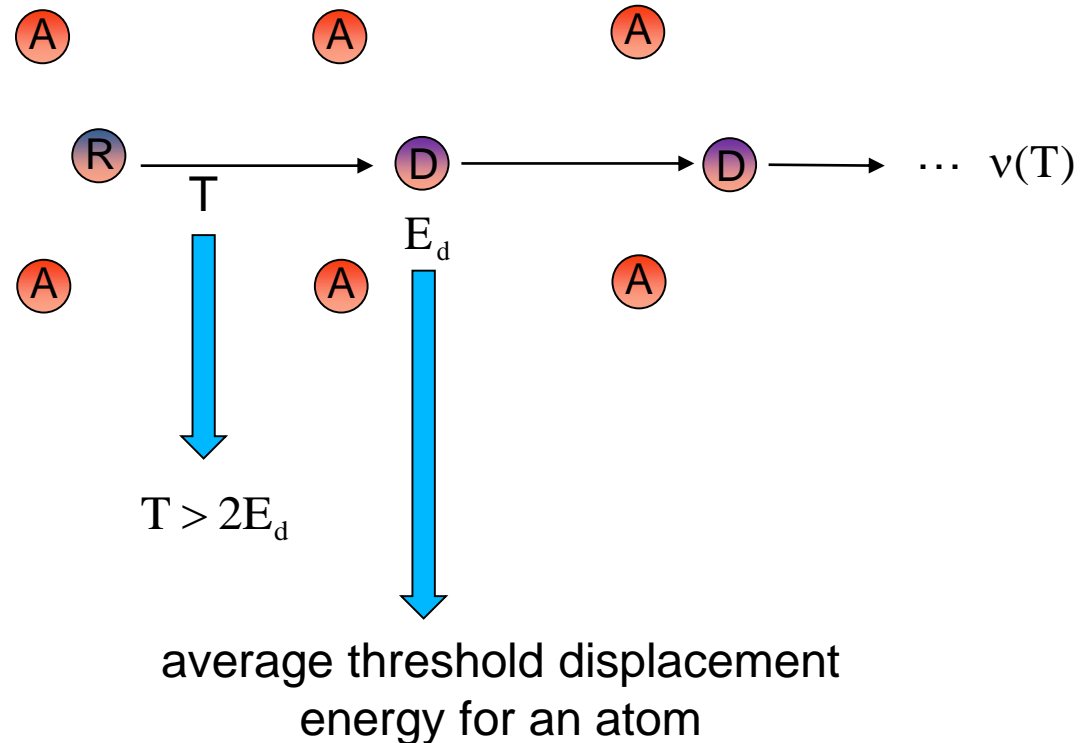 A A A
R D D … ν(T)
T
E_d
A A A
T > 2E_d
average threshold displacement
energy for an atom